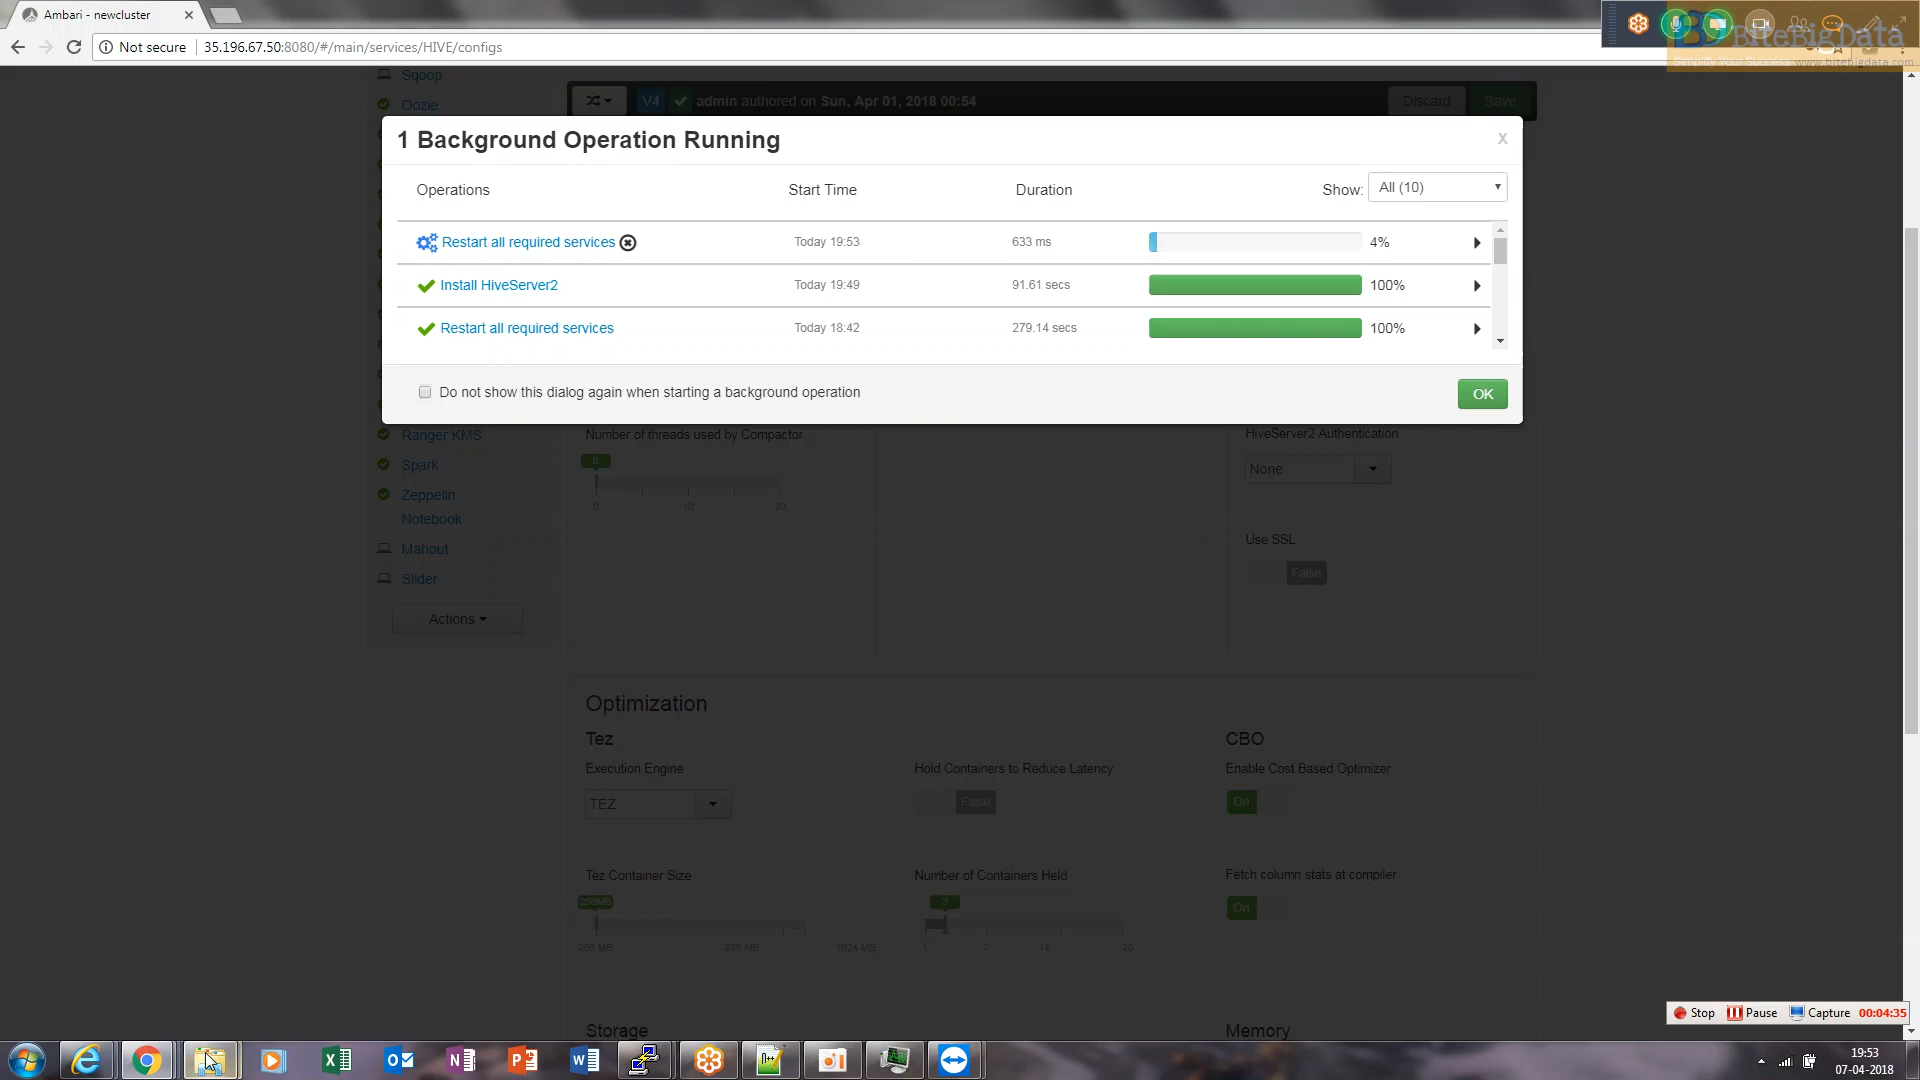 Ambari - newcluster
Not secure
35.196.67.50:8080/#/main/services/HIVE/configs
BiteBigData
www.bitebigdata.com
Sqoop
Oozie
V4
admin authored on Sun, Apr 01, 2018 00:54
Discard
Save
1 Background Operation Running
x
Operations
Start Time
Duration
Show:
All (10)
Restart all required services
Today 19:53
633 ms
4%
Install HiveServer2
Today 19:49
91.61 secs
100%
Restart all required services
Today 18:42
279.14 secs
100%
Do not show this dialog again when starting a background operation
OK
Ranger KMS
Spark
Zeppelin
Notebook
Mahout
Slider
Actions
Number of threads used by Compactor
0
0
10
20
HiveServer2 Authentication
None
Use SSL
False
Optimization
Tez
CBO
Execution Engine
Hold Containers to Reduce Latency
Enable Cost Based Optimizer
TEZ
False
On
Tez Container Size
Number of Containers Held
Fetch column stats at compiler
256MB
3
On
938 MB
1024 MB
7
14
20
Storage
Memory
Stop
Pause
Capture
00:04:35
19:53
07-04-2018